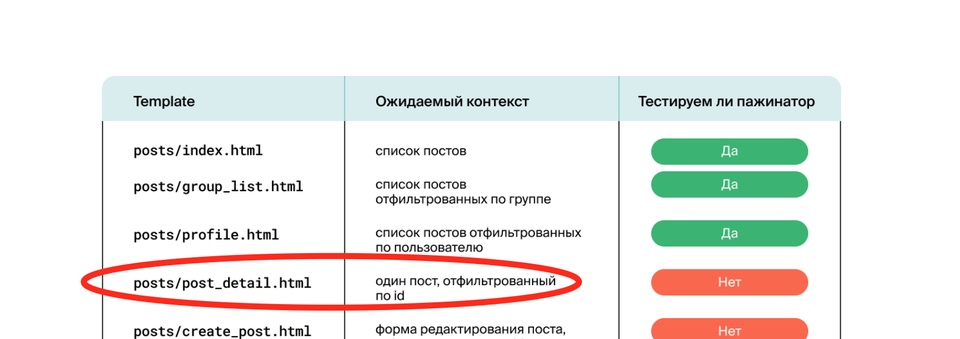 Template Ожидаемый контекст Тестируем ли пажинатор
posts/index.html список постов Да
posts/group_list.html список постов Да
отфильтрованных по группе
posts/profile.html список постов отфильтрованных Да
по пользователю
posts/post_detail.html один пост, отфильтрованный Нет
по id
posts/create_post.html форма редактирования поста, Нет